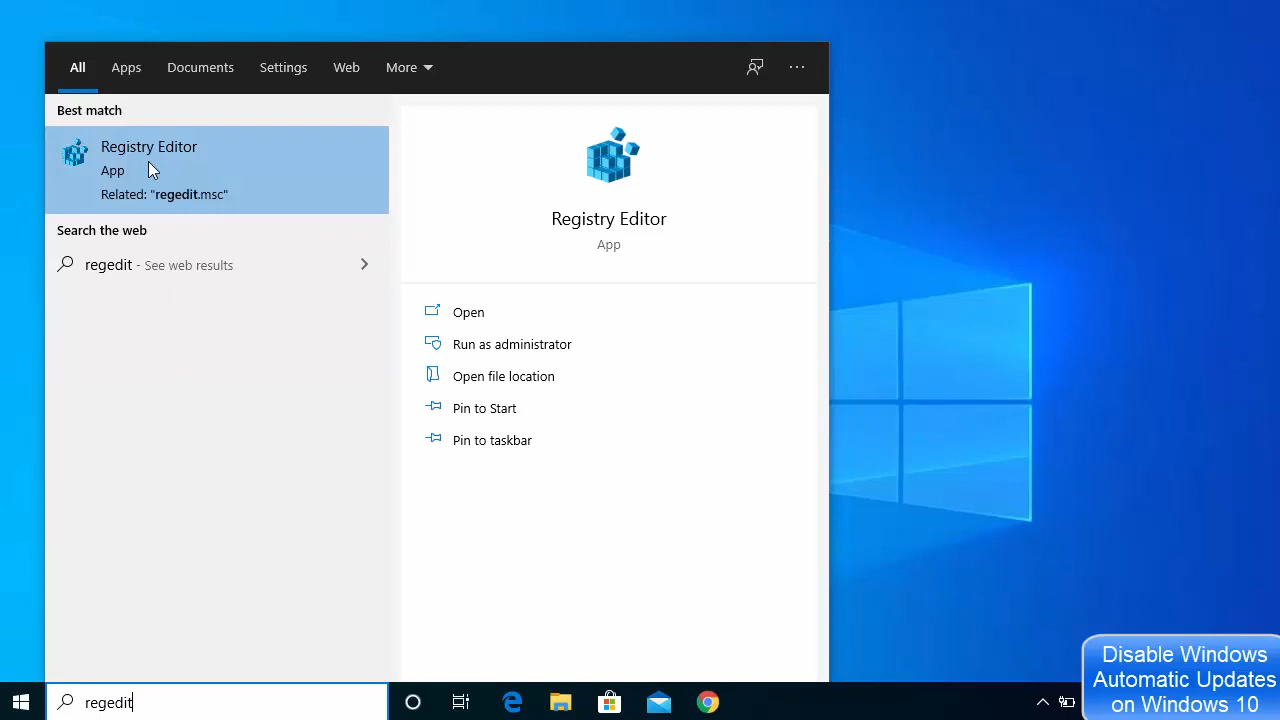 All
Apps
Documents
Settings
Web
More
Best match
Registry Editor
App
Related: "regedit.msc"
Search the web
regedit - See web results
Registry Editor
App
Open
Run as administrator
Open file location
Pin to Start
Pin to taskbar
Disable Windows
Automatic Updates
on Windows 10
regedit